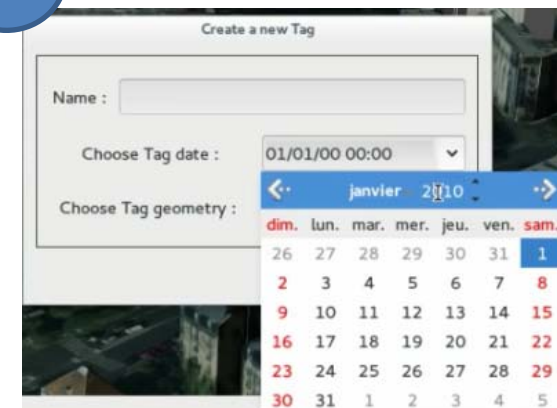 Create a new Tag
Name :
Choose Tag date : 01/01/00 00:00
Choose Tag geometry :
janvier 2010
dim. lun. mar. mer. jeu. ven. sam.
26 27 28 29 30 31 1
2 3 4 5 6 7 8
9 10 11 12 13 14 15
16 17 18 19 20 21 22
23 24 25 26 27 28 29
30 31 1 2 3 4 5